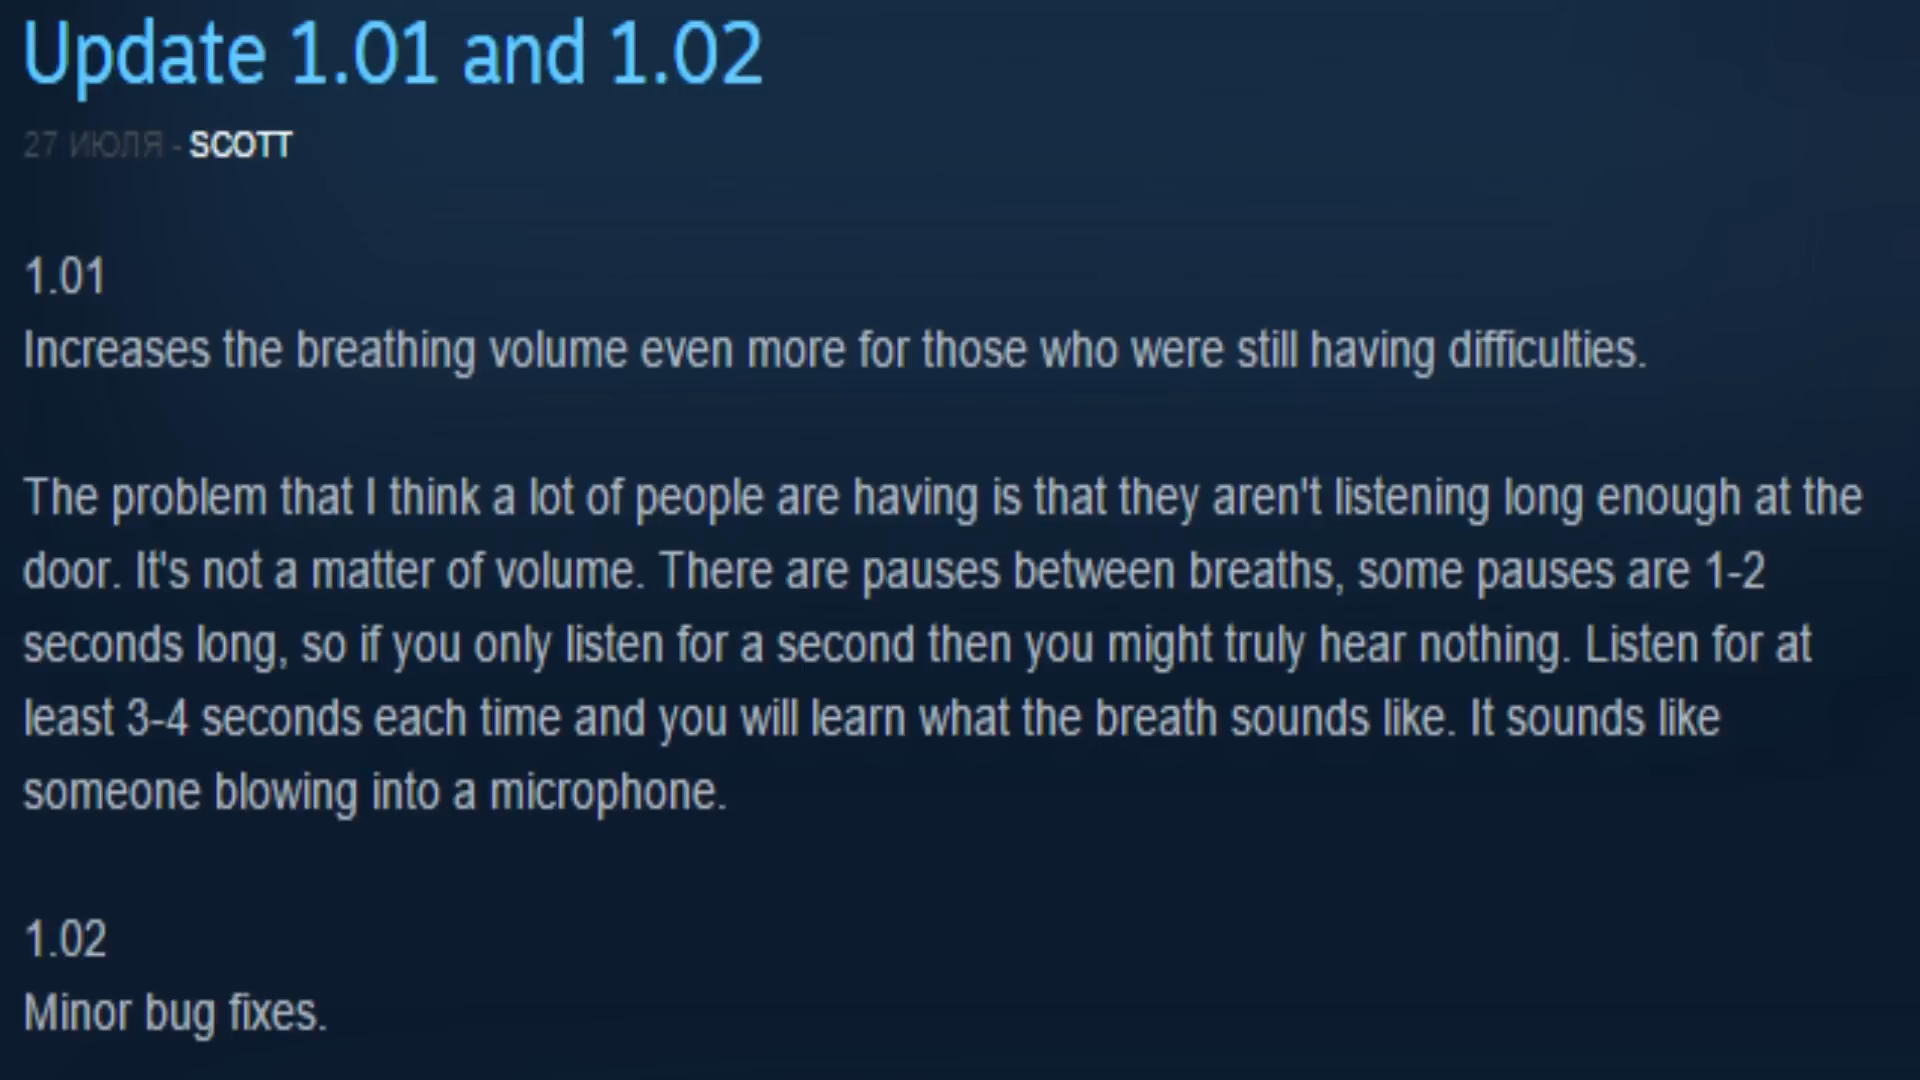 Update 1.01 and 1.02
27 ИЮЛЯ - SCOTT
1.01
Increases the breathing volume even more for those who were still having difficulties.
The problem that I think a lot of people are having is that they aren't listening long enough at the
door. It's not a matter of volume. There are pauses between breaths, some pauses are 1-2
seconds long, so if you only listen for a second then you might truly hear nothing. Listen for at
least 3-4 seconds each time and you will learn what the breath sounds like. It sounds like
someone blowing into a microphone.
1.02
Minor bug fixes.